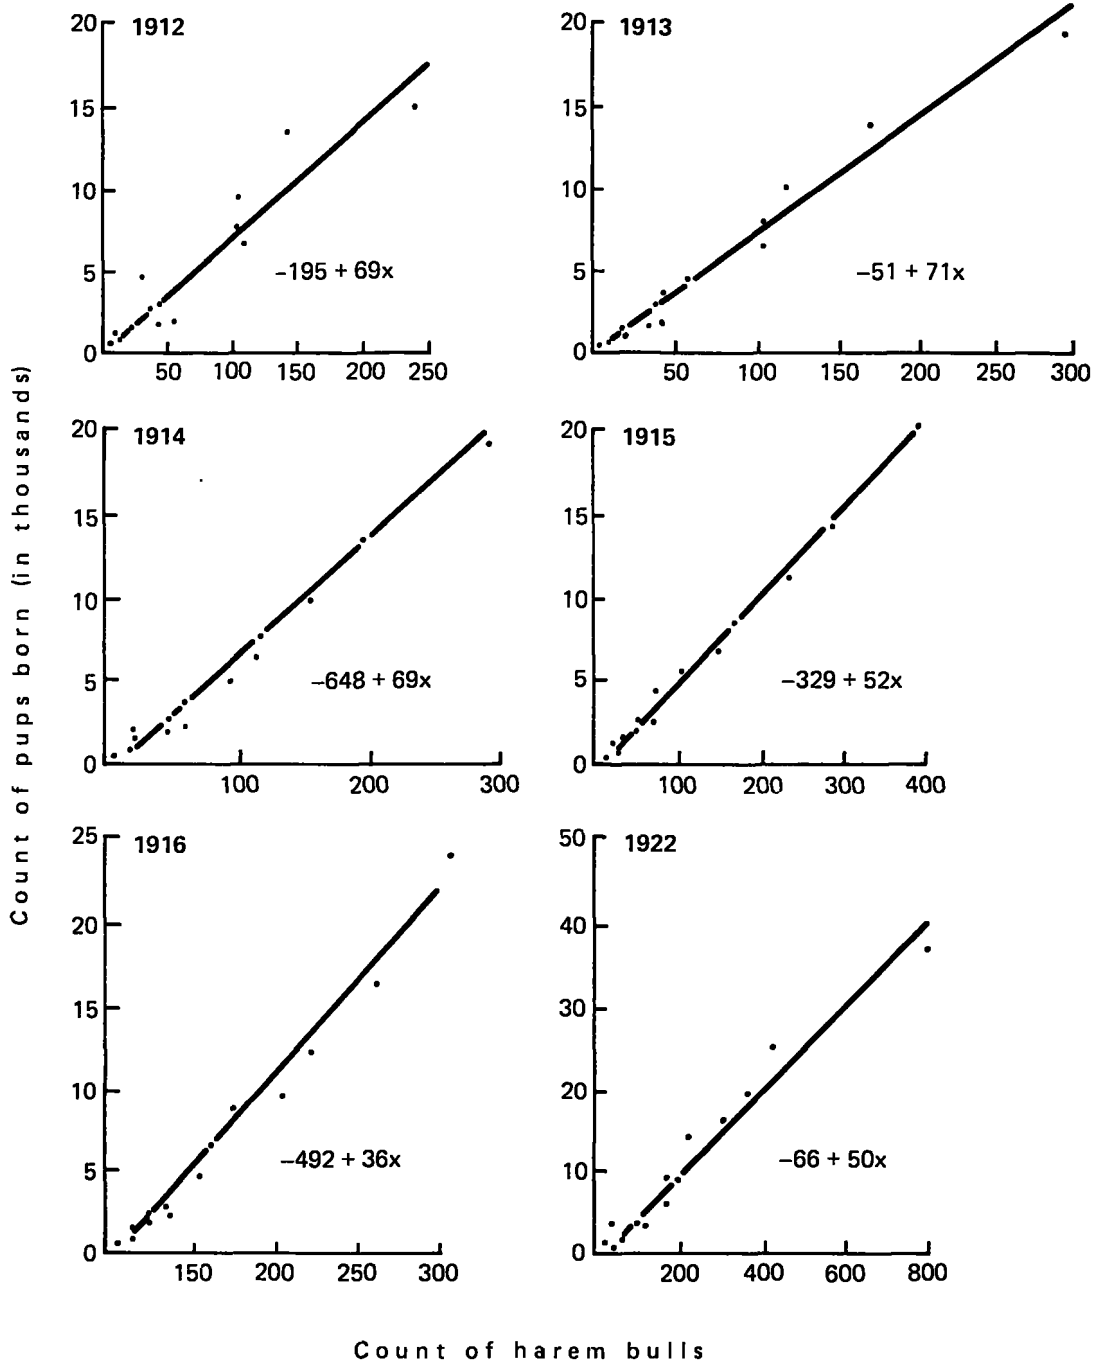 1912
20
15
10
5
0
−195 + 69x
50 100 150 200 250
1913
20
15
10
5
0
−51 + 71x
50 100 150 200 250 300
1914
20
15
10
5
0
−648 + 69x
100 200 300
1915
20
15
10
5
0
−329 + 52x
100 200 300 400
1916
25
20
15
10
5
0
−492 + 36x
150 200 250 300
1922
50
40
30
20
10
0
−66 + 50x
200 400 600 800
Count of pups born (in thousands)
Count of harem bulls